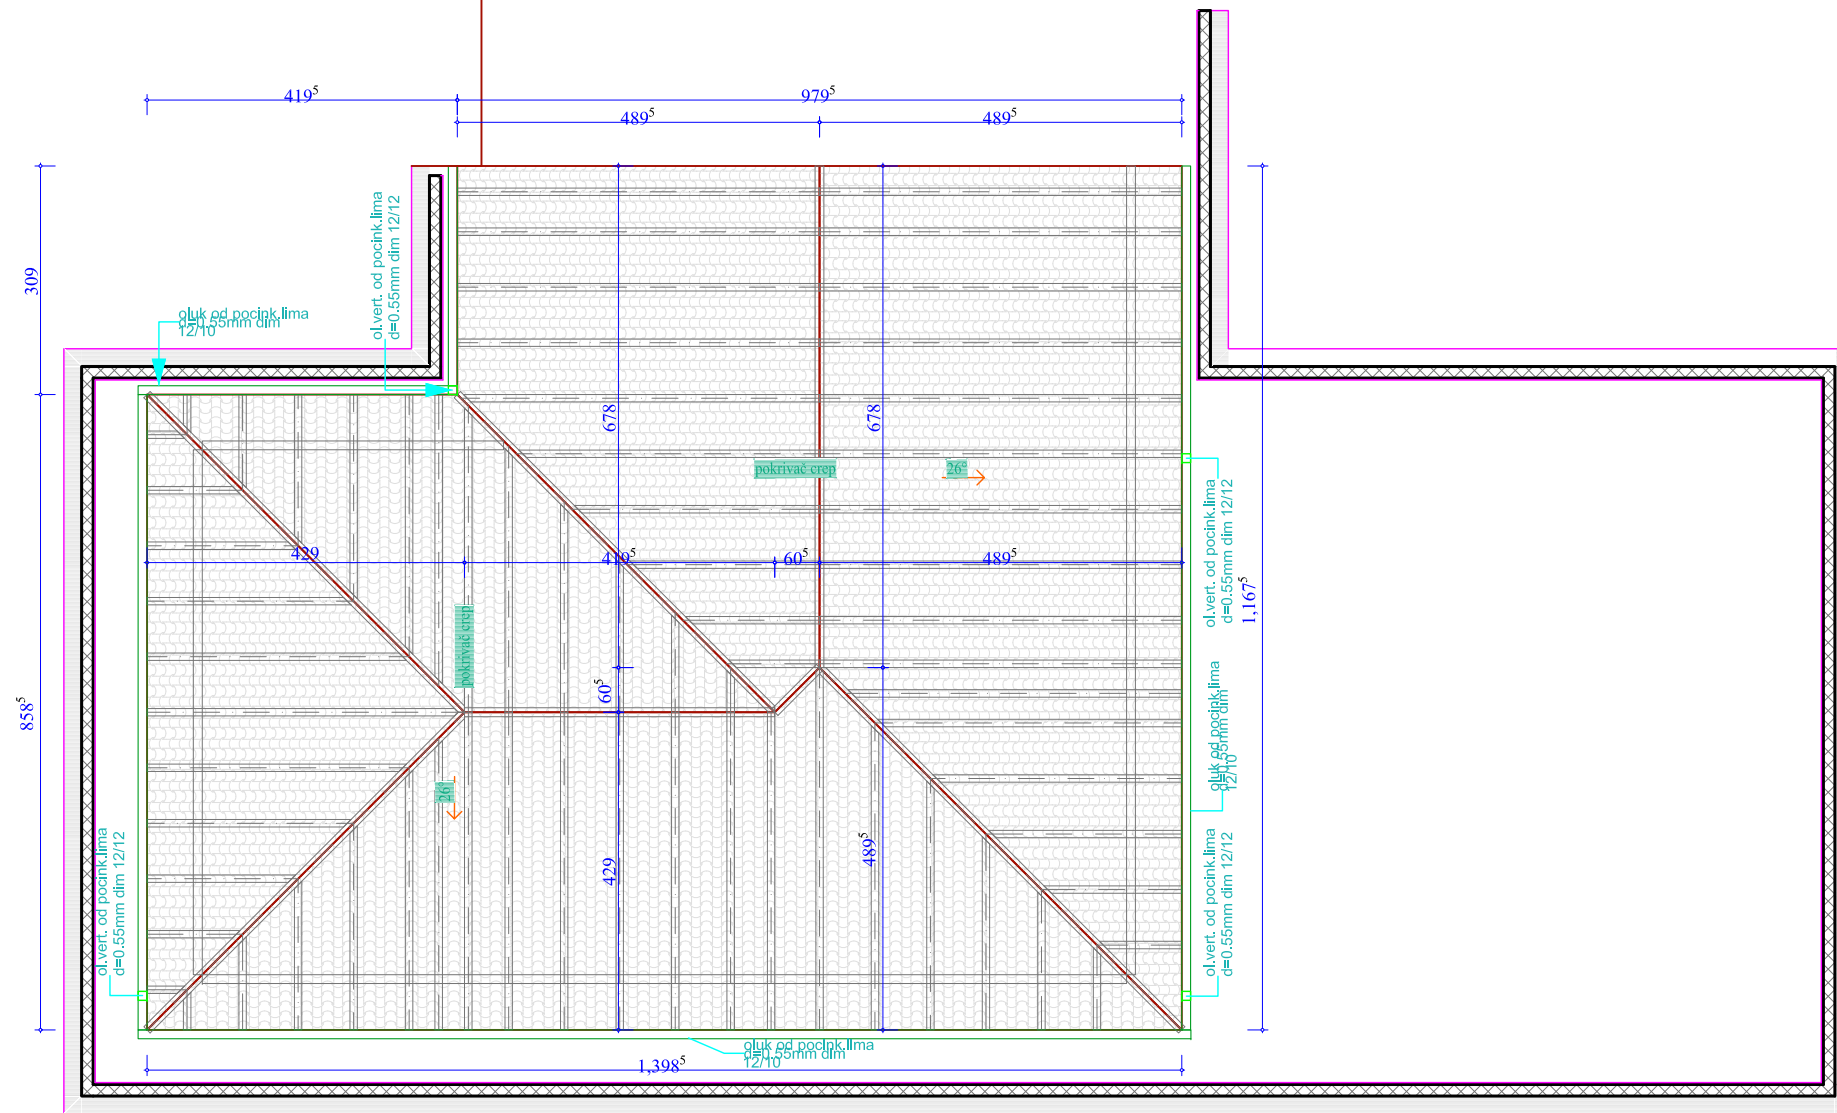 419⁵
979⁵
489⁵
489⁵
309
ol.vert. od pocink.lima
d=0.55mm dim 12/12
oluk od pocink.lima
d=0.55mm dim
12/10
678
678
pokrivač crep
26°
ol.vert. od pocink.lima
d=0.55mm dim 12/12
1,167⁵
429
419⁵
60⁵
489⁵
pokrivač crep
60⁵
858⁵
oluk od pocink.lima
d=0.55mm dim
12/10
26°
429
489⁵
ol.vert. od pocink.lima
d=0.55mm dim 12/12
ol.vert. od pocink.lima
d=0.55mm dim 12/12
oluk od pocink.lima
d=0.55mm dim
12/10
1,398⁵